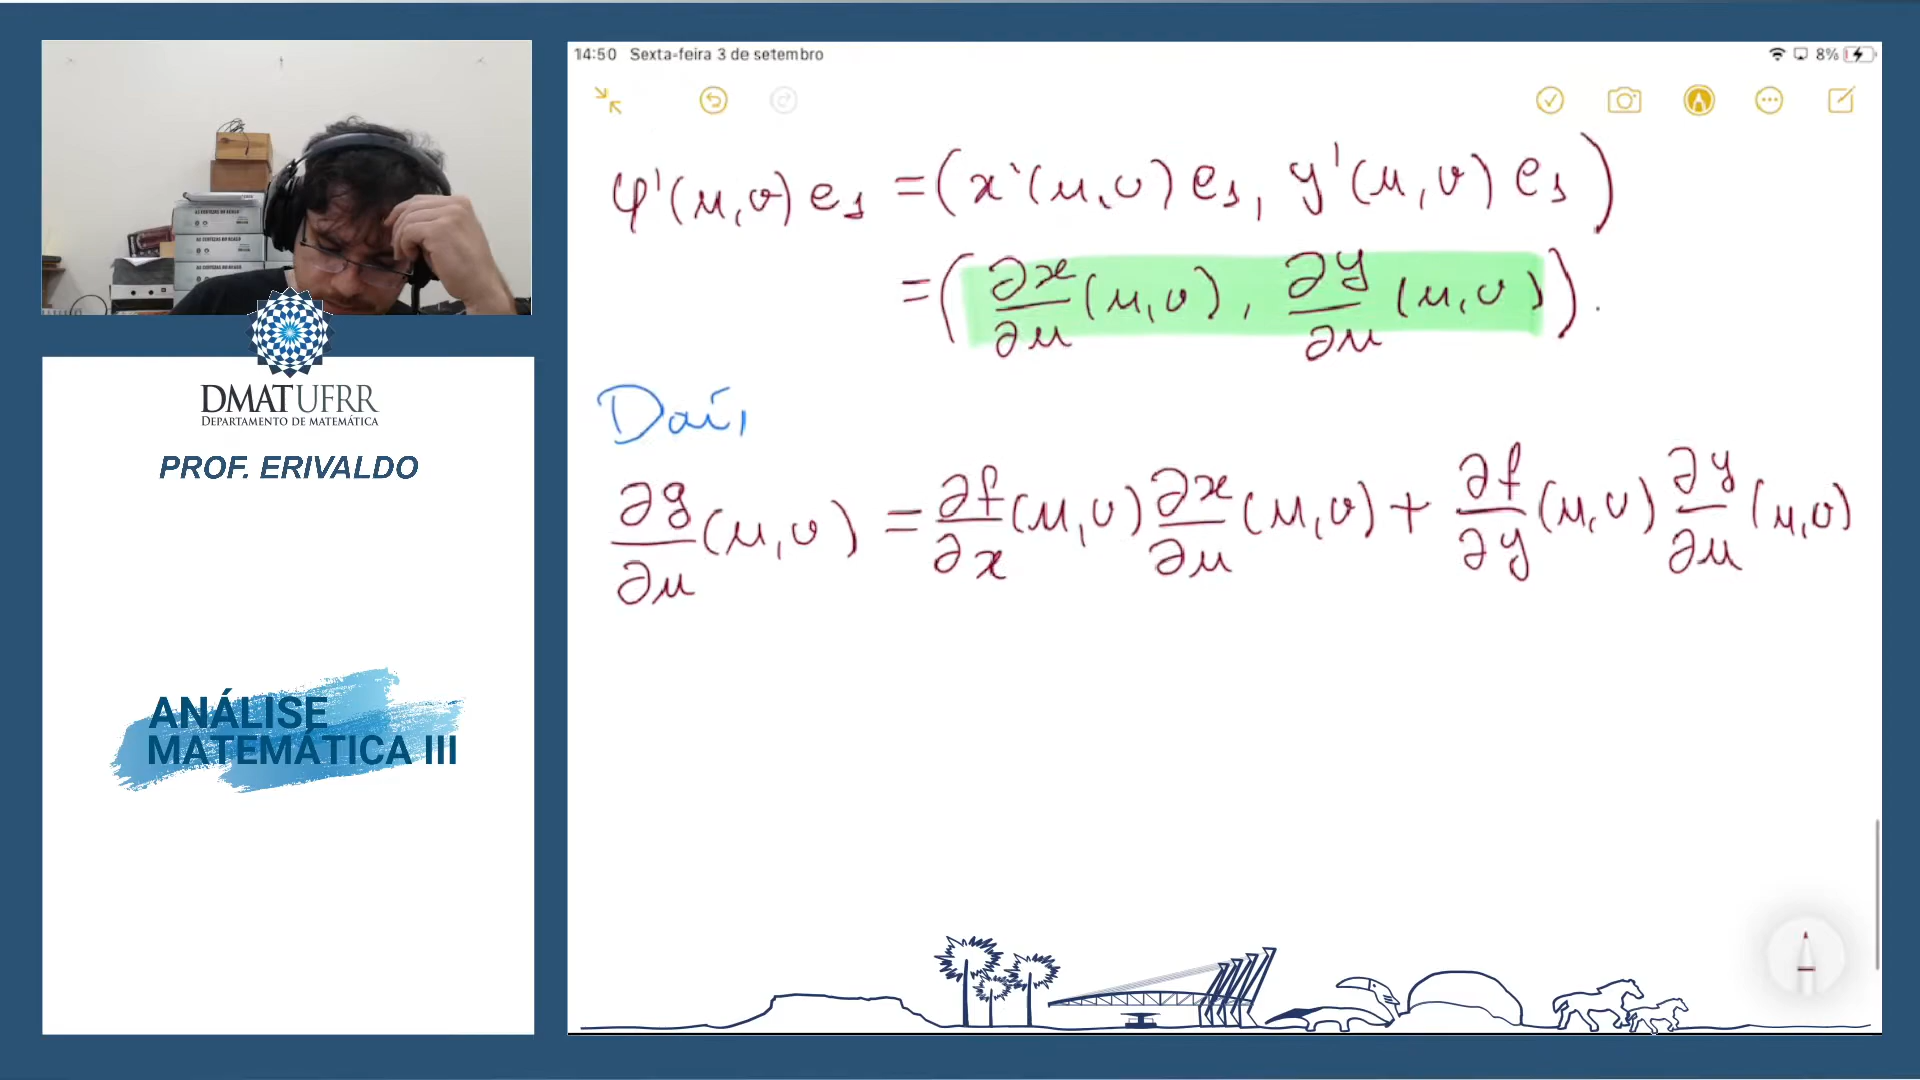 14:50 Sexta-feira 3 de setembro
8%
φ'(u,v) e₁ = (x'(u,v) e₁, y'(u,v) e₁)
= (∂x/∂u (u,v), ∂y/∂u (u,v)).
Daí,
∂g/∂u (u,v) = ∂f/∂x (u,v) ∂x/∂u (u,v) + ∂f/∂y (u,v) ∂y/∂u (u,v)
DMAT UFRR
DEPARTAMENTO DE MATEMÁTICA
PROF. ERIVALDO
ANÁLISE
MATEMÁTICA III